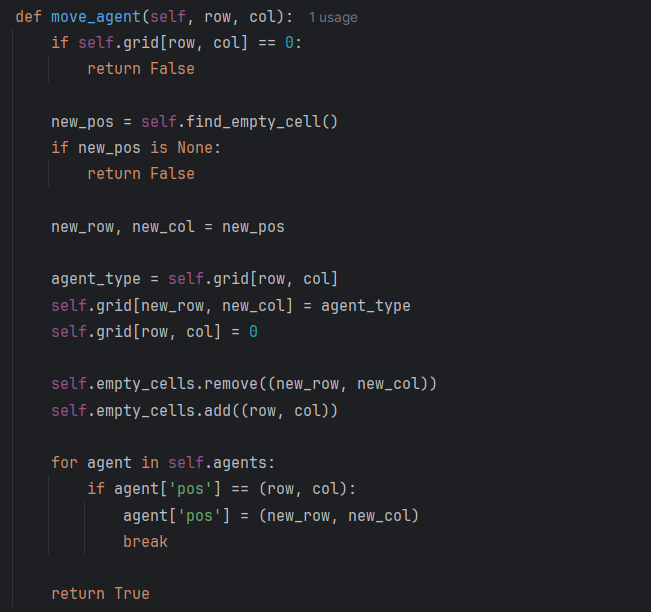 def move_agent(self, row, col): 1 usage
    if self.grid[row, col] == 0:
        return False

    new_pos = self.find_empty_cell()
    if new_pos is None:
        return False

    new_row, new_col = new_pos

    agent_type = self.grid[row, col]
    self.grid[new_row, new_col] = agent_type
    self.grid[row, col] = 0

    self.empty_cells.remove((new_row, new_col))
    self.empty_cells.add((row, col))

    for agent in self.agents:
        if agent['pos'] == (row, col):
            agent['pos'] = (new_row, new_col)
            break

    return True